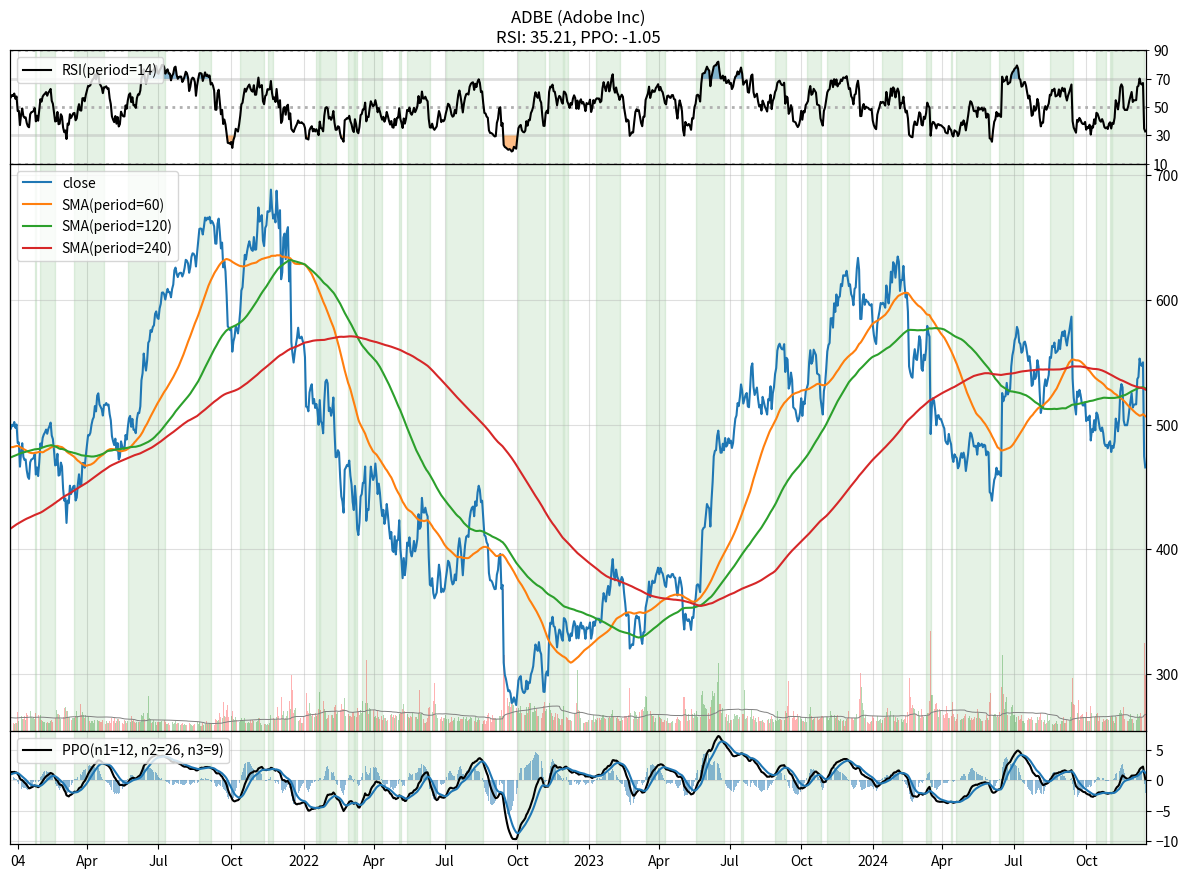 ADBE (Adobe Inc)
RSI: 35.21, PPO: -1.05
RSI(period=14)
90
70
50
30
10
close
SMA(period=60)
SMA(period=120)
SMA(period=240)
700
600
500
400
300
PPO(n1=12, n2=26, n3=9)
5
0
−5
−10
04 Apr Jul Oct 2022 Apr Jul Oct 2023 Apr Jul Oct 2024 Apr Jul Oct